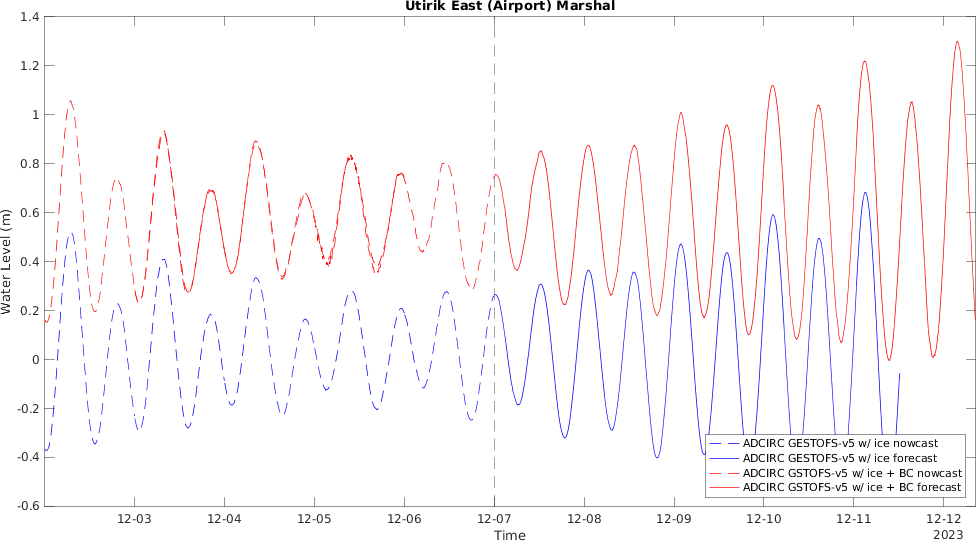 Utirik East (Airport) Marshal
1.4
1.2
1
0.8
0.6
0.4
0.2
0
-0.2
-0.4
-0.6
Water Level (m)
ADCIRC GESTOFS-v5 w/ ice nowcast
ADCIRC GESTOFS-v5 w/ ice forecast
ADCIRC GSTOFS-v5 w/ ice + BC nowcast
ADCIRC GSTOFS-v5 w/ ice + BC forecast
12-03 12-04 12-05 12-06 12-07 12-08 12-09 12-10 12-11 12-12
Time
2023